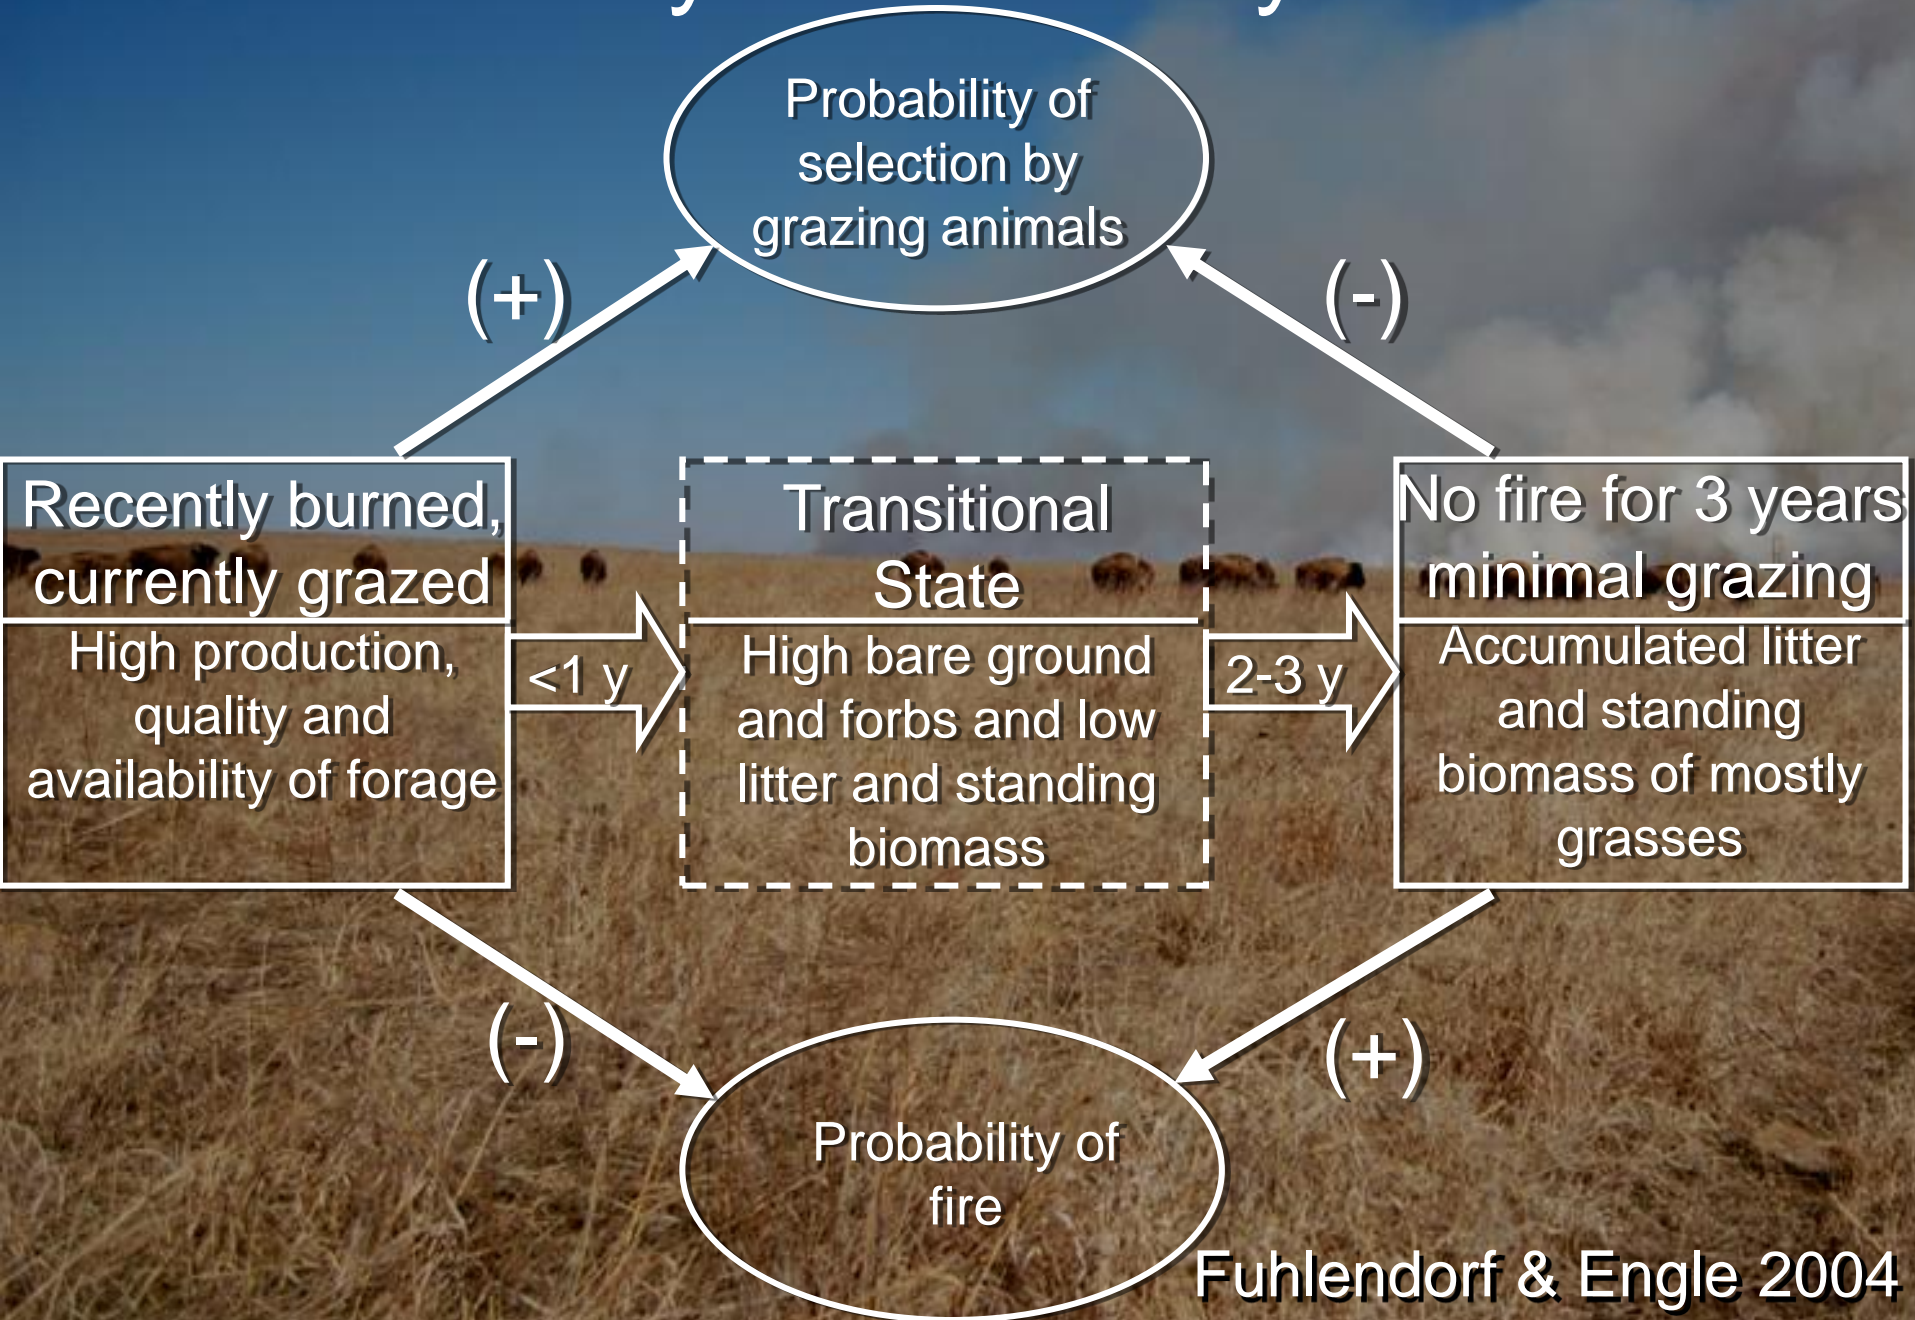 Probability of
selection by
grazing animals
(+)
(-)
Recently burned,
currently grazed
High production,
quality and
availability of forage
<1 y
Transitional
State
High bare ground
and forbs and low
litter and standing
biomass
2-3 y
No fire for 3 years
minimal grazing
Accumulated litter
and standing
biomass of mostly
grasses
(-)
(+)
Probability of
fire
Fuhlendorf & Engle 2004